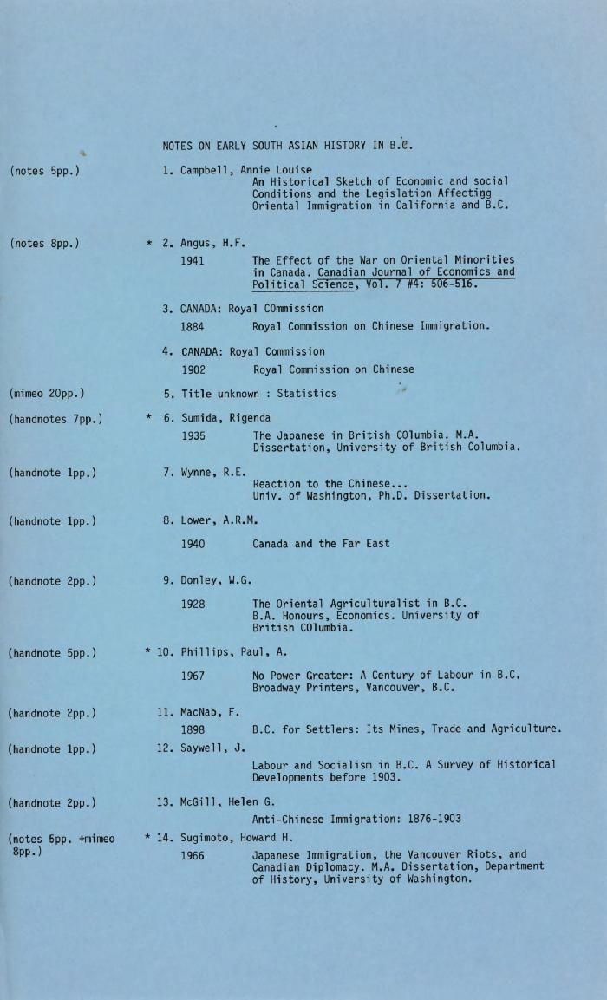 NOTES ON EARLY SOUTH ASIAN HISTORY IN B.C.
(notes 5pp.) 1. Campbell, Annie Louise
An Historical Sketch of Economic and social
Conditions and the Legislation Affecting
Oriental Immigration in California and B.C.
(notes 8pp.) * 2. Angus, H.F.
1941 The Effect of the War on Oriental Minorities
in Canada. Canadian Journal of Economics and
Political Science, Vol. 7 #4: 506-516.
3. CANADA: Royal COmmission
1884 Royal Commission on Chinese Immigration.
4. CANADA: Royal Commission
1902 Royal Commission on Chinese
(mimeo 20pp.) 5, Title unknown : Statistics
(handnotes 7pp.) * 6. Sumida, Rigenda
1935 The Japanese in British COlumbia. M.A.
Dissertation, University of British Columbia.
(handnote 1pp.) 7. Wynne, R.E.
Reaction to the Chinese...
Univ. of Washington, Ph.D. Dissertation.
(handnote 1pp.) 8. Lower, A.R.M.
1940 Canada and the Far East
(handnote 2pp.) 9. Donley, W.G.
1928 The Oriental Agriculturalist in B.C.
B.A. Honours, Economics. University of
British COlumbia.
(handnote 5pp.) * 10. Phillips, Paul, A.
1967 No Power Greater: A Century of Labour in B.C.
Broadway Printers, Vancouver, B.C.
(handnote 2pp.) 11. MacNab, F.
1898 B.C. for Settlers: Its Mines, Trade and Agriculture.
(handnote 1pp.) 12. Saywell, J.
Labour and Socialism in B.C. A Survey of Historical
Developments before 1903.
(handnote 2pp.) 13. McGill, Helen G.
Anti-Chinese Immigration: 1876-1903
(notes 5pp. +mimeo * 14. Sugimoto, Howard H.
8pp.) 1966 Japanese Immigration, the Vancouver Riots, and
Canadian Diplomacy. M.A. Dissertation, Department
of History, University of Washington.